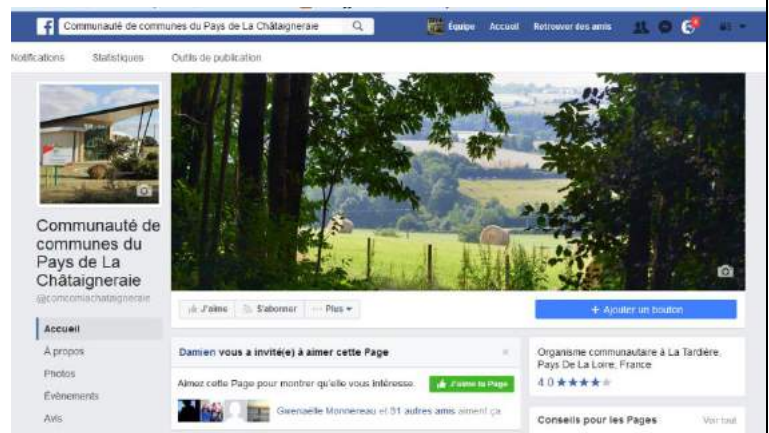 Communauté de communes du Pays de La Châtaigneraie
Équipe Accueil Retrouver des amis
Notifications Statistiques Outils de publication
Communauté de
communes du
Pays de La
Châtaigneraie
@comcomlachataigneraie
J'aime S'abonner Plus
+ Ajouter un bouton
Accueil
À propos
Photos
Évènements
Avis
Damien vous a invité(e) à aimer cette Page
Aimez cette Page pour montrer qu'elle vous intéresse.
J'aime la Page
Gwenaëlle Monnereau et 31 autres amis aiment ça
Organisme communautaire à La Tardière,
Pays De La Loire, France
4.0 ★★★★★
Conseils pour les Pages Voir tout